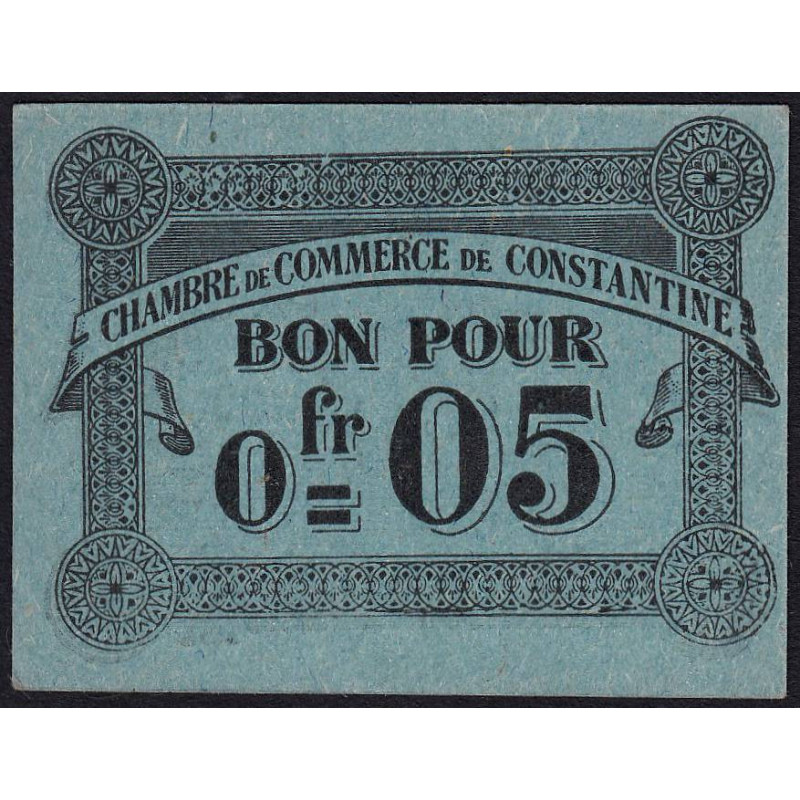 CHAMBRE DE COMMERCE DE CONSTANTINE
BON POUR
0fr=05